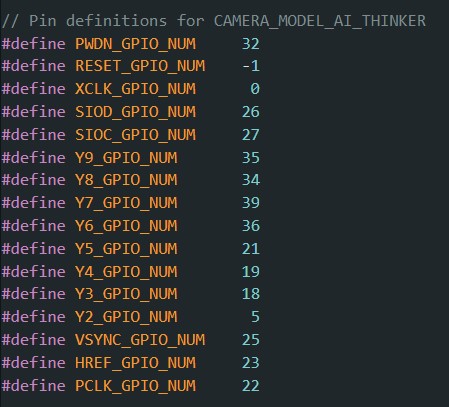 // Pin definitions for CAMERA_MODEL_AI_THINKER
#define PWDN_GPIO_NUM     32
#define RESET_GPIO_NUM    -1
#define XCLK_GPIO_NUM      0
#define SIOD_GPIO_NUM     26
#define SIOC_GPIO_NUM     27
#define Y9_GPIO_NUM       35
#define Y8_GPIO_NUM       34
#define Y7_GPIO_NUM       39
#define Y6_GPIO_NUM       36
#define Y5_GPIO_NUM       21
#define Y4_GPIO_NUM       19
#define Y3_GPIO_NUM       18
#define Y2_GPIO_NUM        5
#define VSYNC_GPIO_NUM    25
#define HREF_GPIO_NUM     23
#define PCLK_GPIO_NUM     22